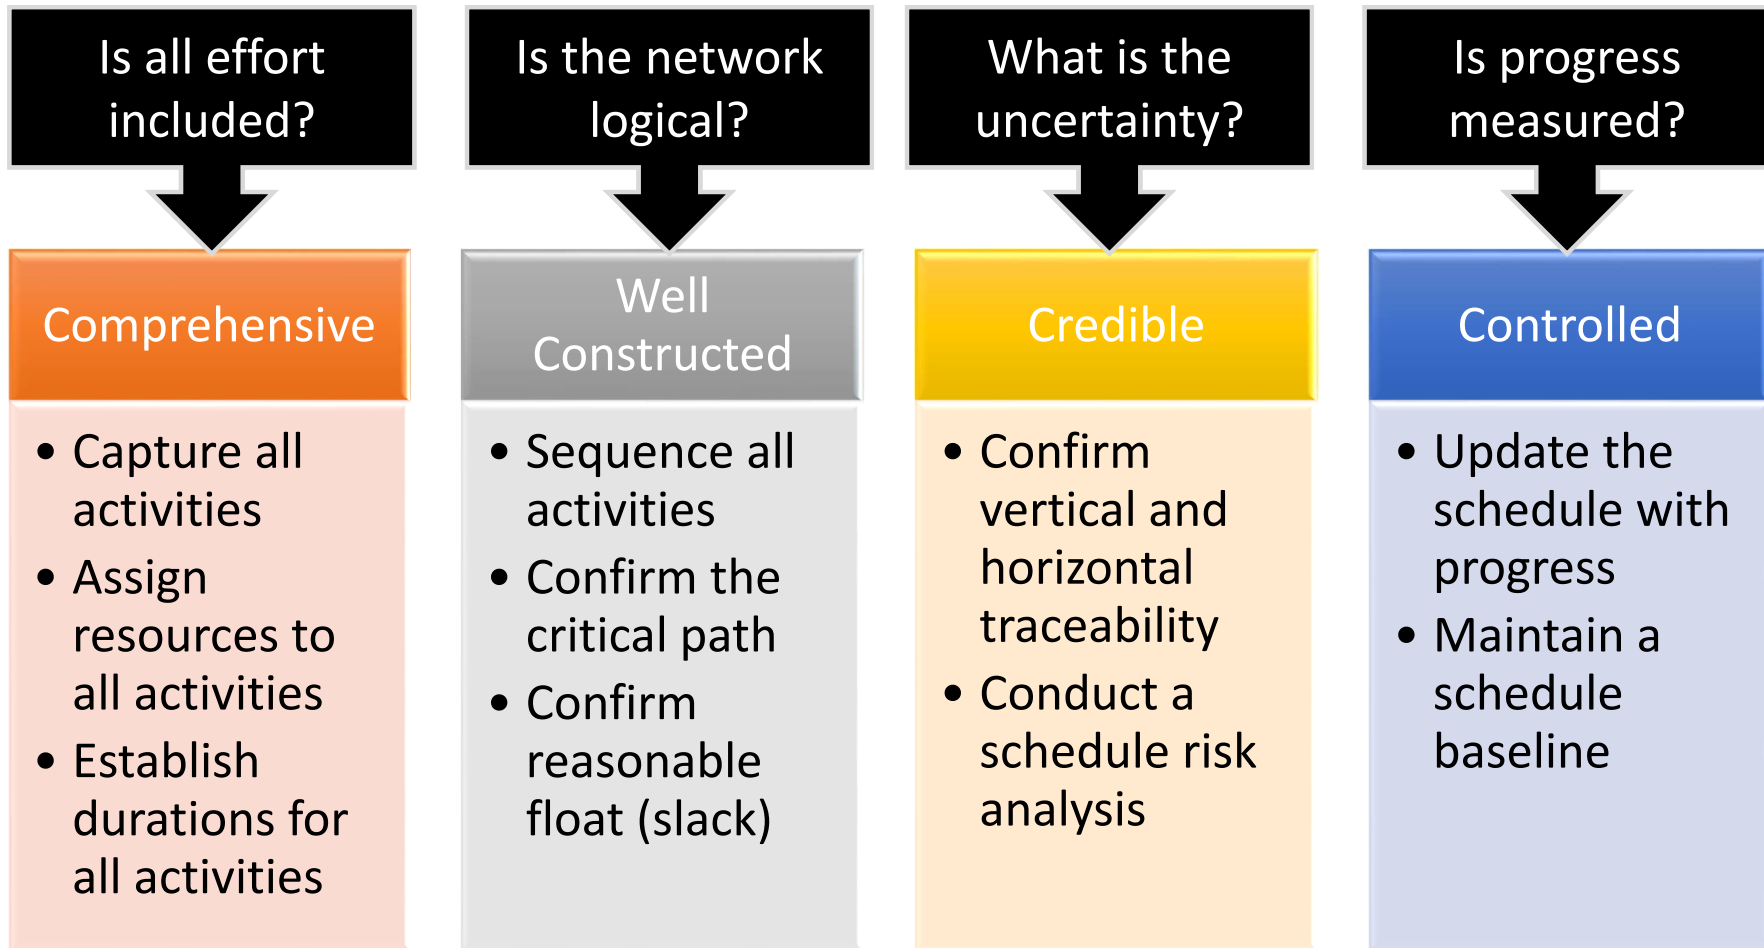 Is all effort
included?
Is the network
logical?
What is the
uncertainty?
Is progress
measured?
Comprehensive
Well
Constructed
Credible
Controlled
• Capture all
activities
• Assign
resources to
all activities
• Establish
durations for
all activities
• Sequence all
activities
• Confirm the
critical path
• Confirm
reasonable
float (slack)
• Confirm
vertical and
horizontal
traceability
• Conduct a
schedule risk
analysis
• Update the
schedule with
progress
• Maintain a
schedule
baseline